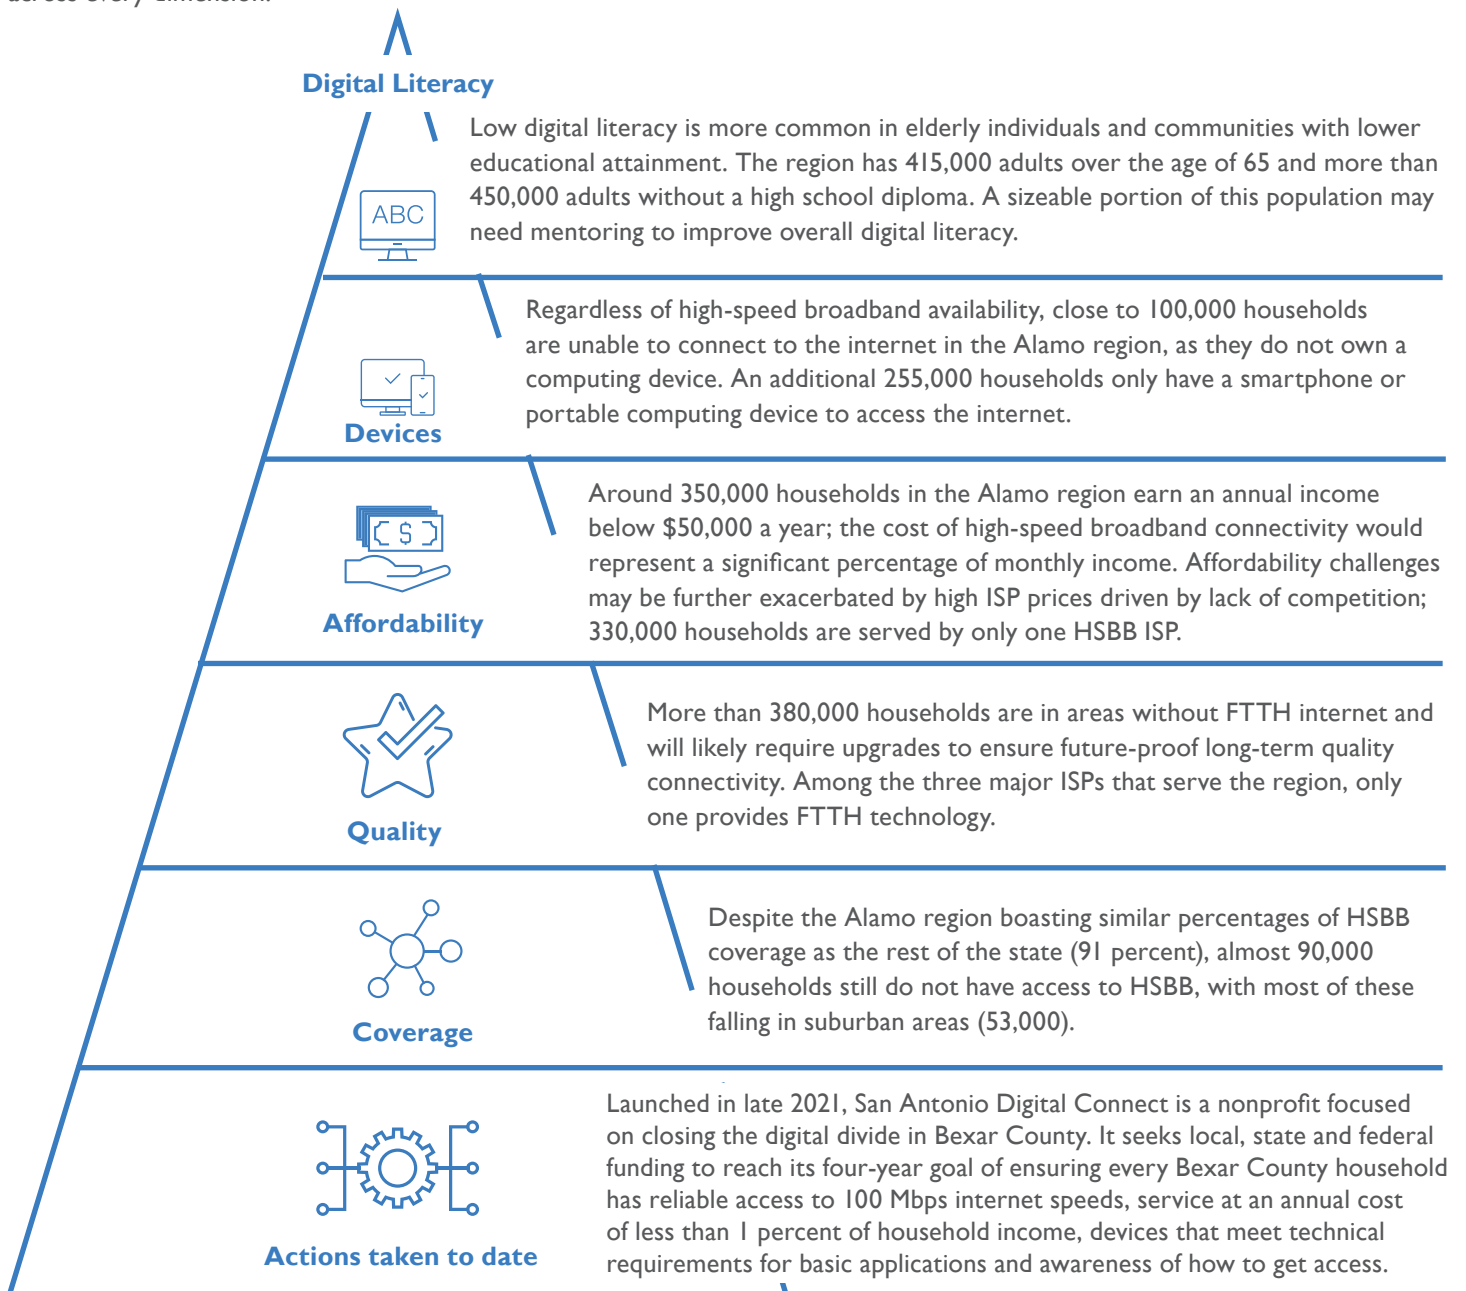 across every dimension.
Digital Literacy
Low digital literacy is more common in elderly individuals and communities with lower
educational attainment. The region has 415,000 adults over the age of 65 and more than
450,000 adults without a high school diploma. A sizeable portion of this population may
need mentoring to improve overall digital literacy.
ABC
Regardless of high-speed broadband availability, close to 100,000 households
are unable to connect to the internet in the Alamo region, as they do not own a
computing device. An additional 255,000 households only have a smartphone or
portable computing device to access the internet.
Devices
Around 350,000 households in the Alamo region earn an annual income
below $50,000 a year; the cost of high-speed broadband connectivity would
represent a significant percentage of monthly income. Affordability challenges
may be further exacerbated by high ISP prices driven by lack of competition;
330,000 households are served by only one HSBB ISP.
$
Affordability
More than 380,000 households are in areas without FTTH internet and
will likely require upgrades to ensure future-proof long-term quality
connectivity. Among the three major ISPs that serve the region, only
one provides FTTH technology.
Quality
Despite the Alamo region boasting similar percentages of HSBB
coverage as the rest of the state (91 percent), almost 90,000
households still do not have access to HSBB, with most of these
falling in suburban areas (53,000).
Coverage
Launched in late 2021, San Antonio Digital Connect is a nonprofit focused
on closing the digital divide in Bexar County. It seeks local, state and federal
funding to reach its four-year goal of ensuring every Bexar County household
has reliable access to 100 Mbps internet speeds, service at an annual cost
of less than 1 percent of household income, devices that meet technical
requirements for basic applications and awareness of how to get access.
Actions taken to date